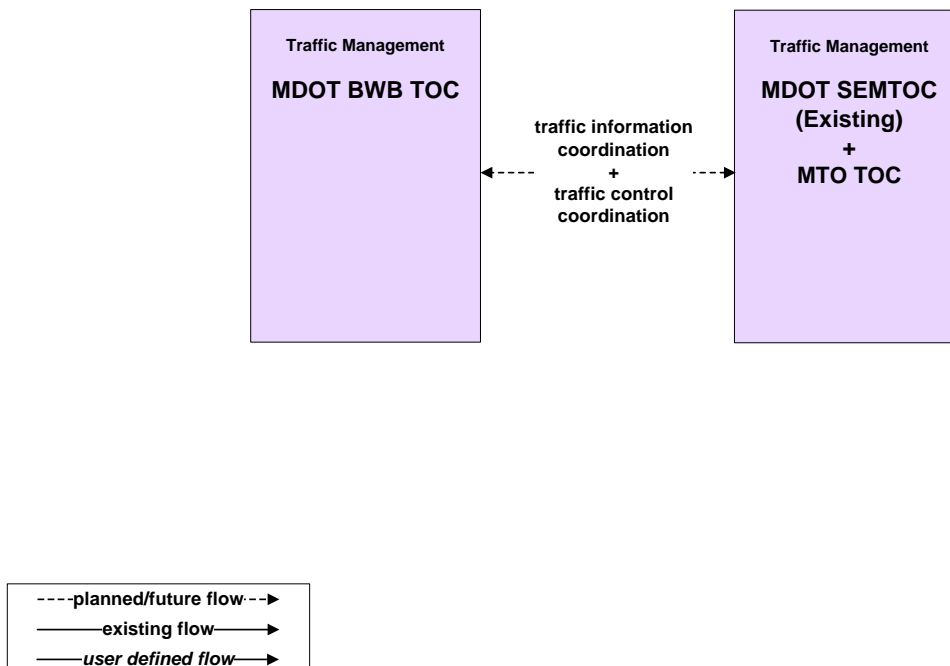 Traffic Management
MDOT BWB TOC
traffic information
coordination
+
traffic control
coordination
Traffic Management
MDOT SEMTOC
(Existing)
+
MTO TOC
planned/future flow
existing flow
user defined flow